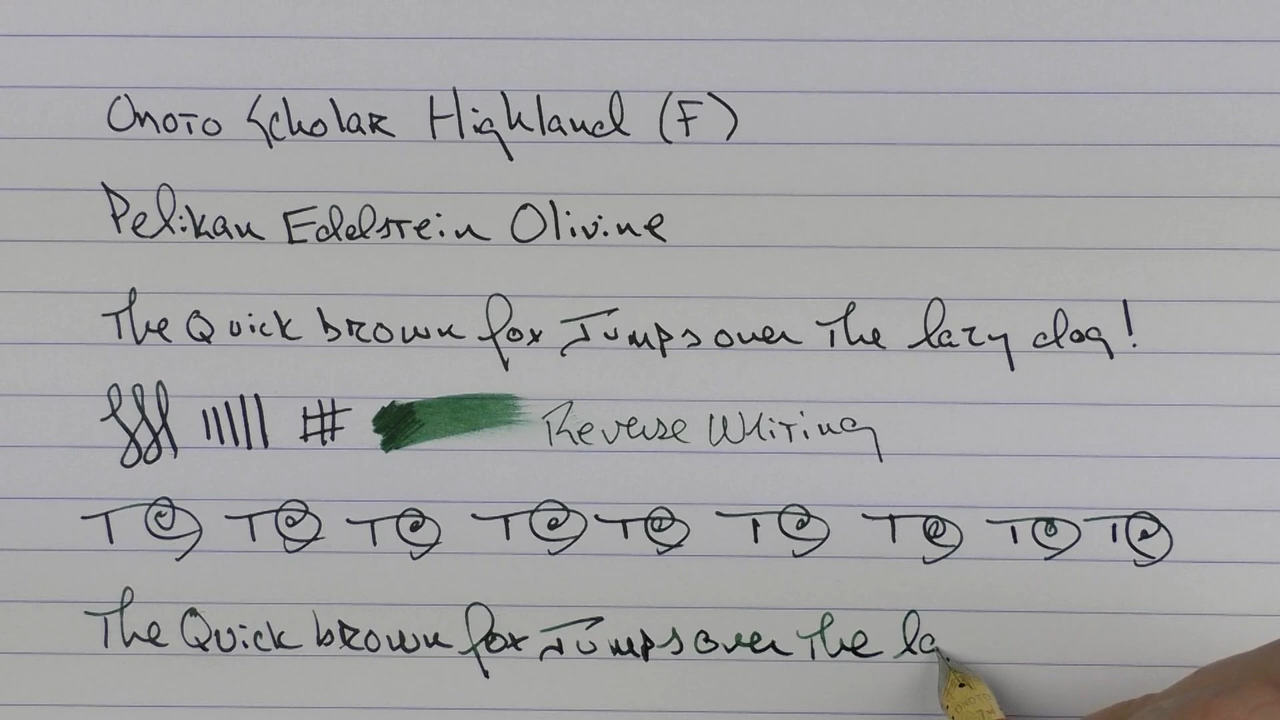 Onoto Scholar Highland (F)
Pelikan Edelstein Olivine
The Quick brown fox Jumps over The lazy dog!
Reverse Writing
The Quick brown fox Jumps over The la
ONOTO